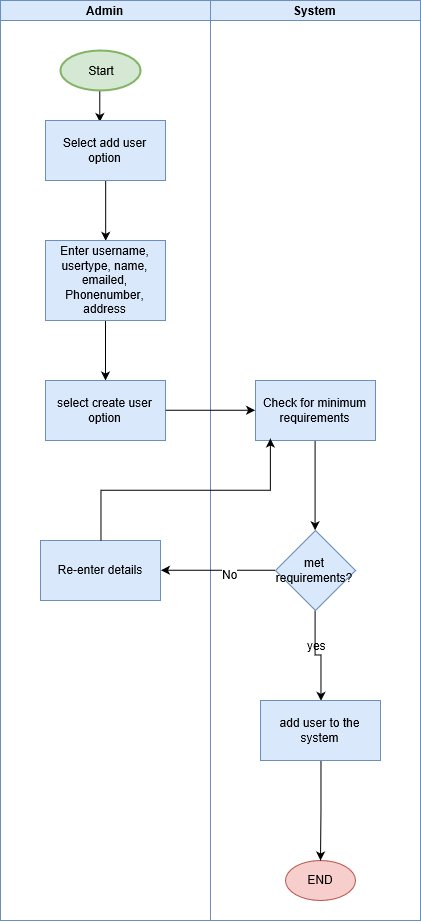 Admin
System
Start
Select add user
option
Enter username,
usertype, name,
emailed,
Phonenumber,
address
select create user
option
Check for minimum
requirements
Re-enter details
No
met
requirements?
yes
add user to the
system
END